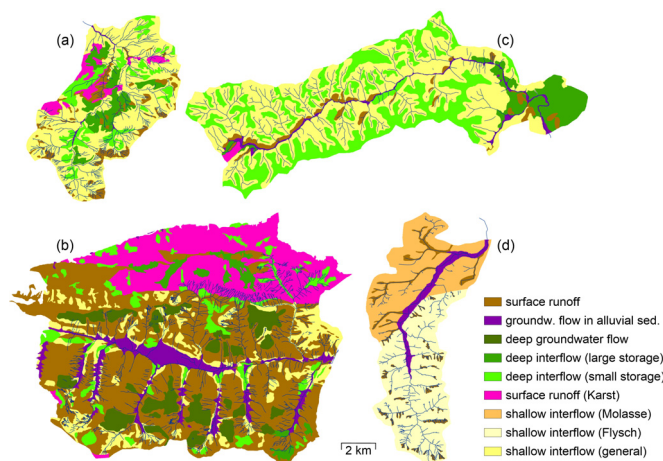 (a)
(c)
(b)
(d)
surface runoff
groundw. flow in alluvial sed.
deep groundwater flow
deep interflow (large storage)
deep interflow (small storage)
surface runoff (Karst)
shallow interflow (Molasse)
shallow interflow (Flysch)
shallow interflow (general)
2 km